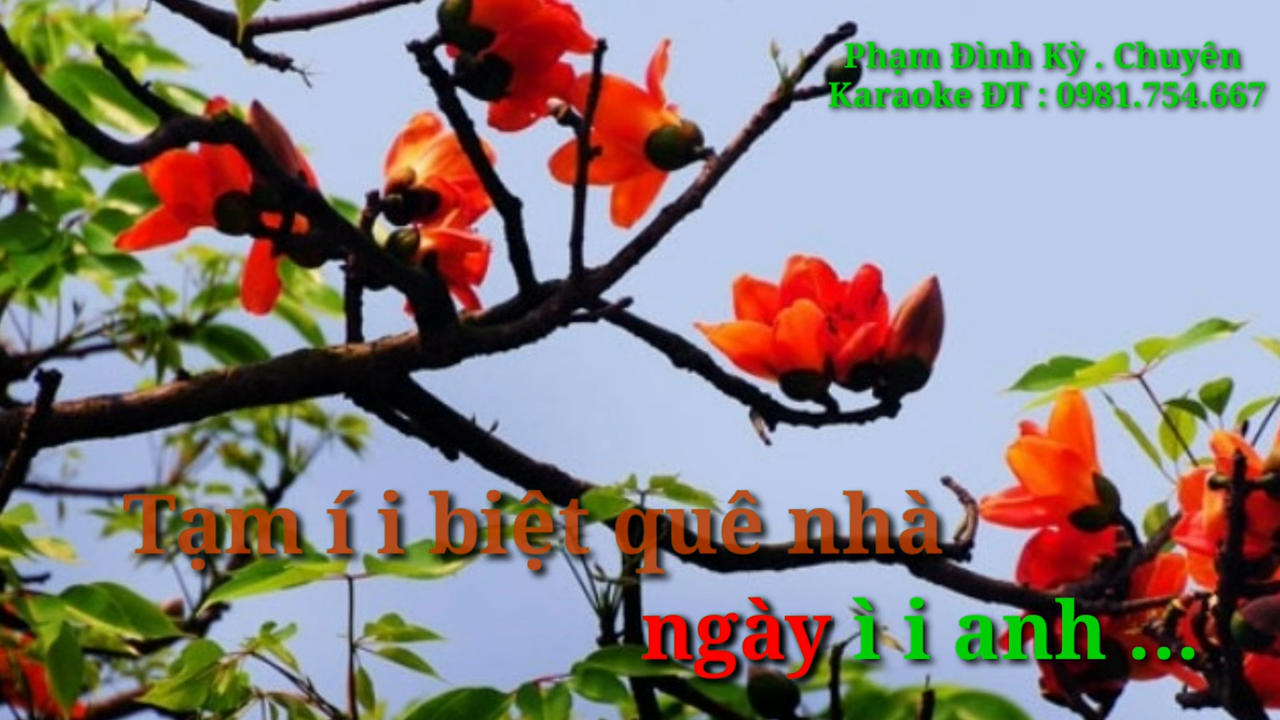 Phạm Đình Kỳ . Chuyên
Karaoke ĐT : 0981.754.667
Tạm í i biệt quê nhà
ngày ì i anh ...